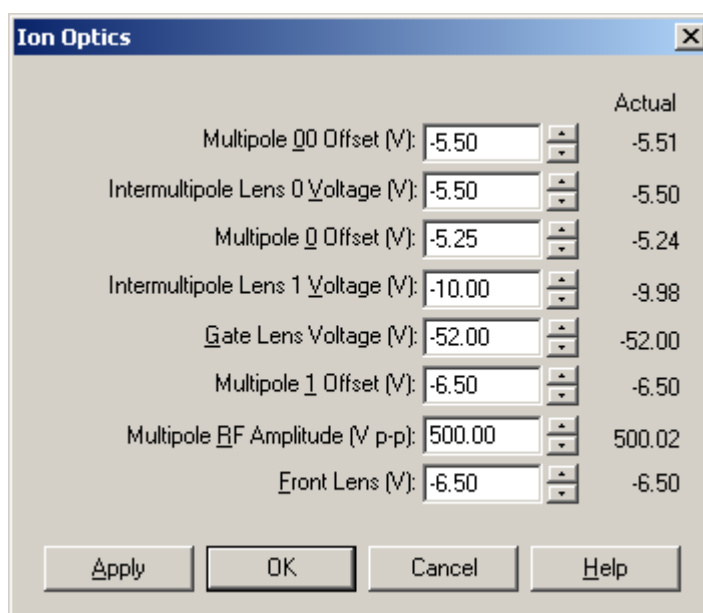 Ion Optics
Actual
Multipole 00 Offset (V): -5.50 -5.51
Intermultipole Lens 0 Voltage (V): -5.50 -5.50
Multipole 0 Offset (V): -5.25 -5.24
Intermultipole Lens 1 Voltage (V): -10.00 -9.98
Gate Lens Voltage (V): -52.00 -52.00
Multipole 1 Offset (V): -6.50 -6.50
Multipole RF Amplitude (V p-p): 500.00 500.02
Front Lens (V): -6.50 -6.50
Apply OK Cancel Help